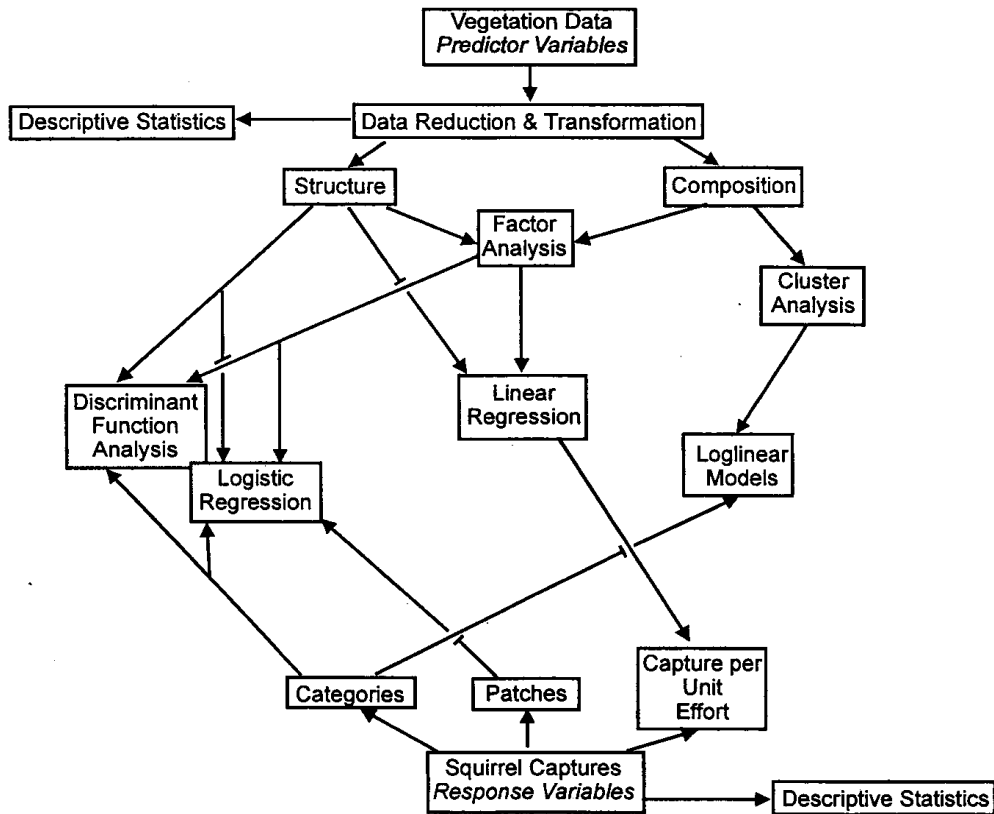 Vegetation Data
Predictor Variables
Descriptive Statistics
Data Reduction & Transformation
Structure
Composition
Factor
Analysis
Cluster
Analysis
Discriminant
Function
Analysis
Linear
Regression
Loglinear
Models
Logistic
Regression
Categories
Patches
Capture per
Unit
Effort
Squirrel Captures
Response Variables
Descriptive Statistics